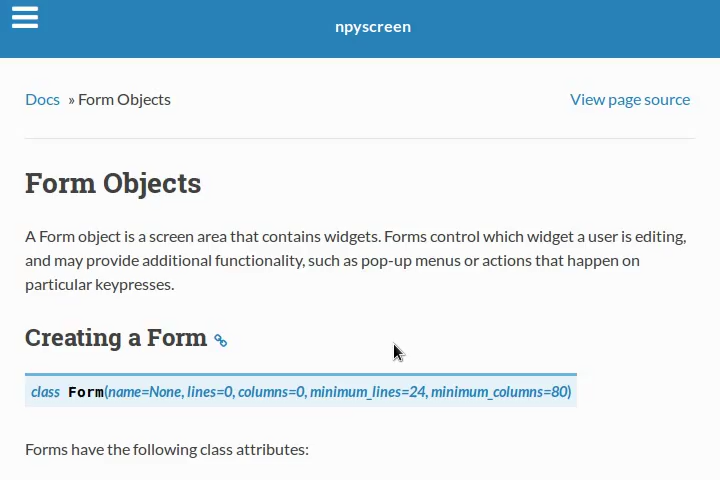 npyscreen
Docs » Form Objects
View page source
Form Objects
A Form object is a screen area that contains widgets. Forms control which widget a user is editing,
and may provide additional functionality, such as pop-up menus or actions that happen on
particular keypresses.
Creating a Form
class Form(name=None, lines=0, columns=0, minimum_lines=24, minimum_columns=80)
Forms have the following class attributes: